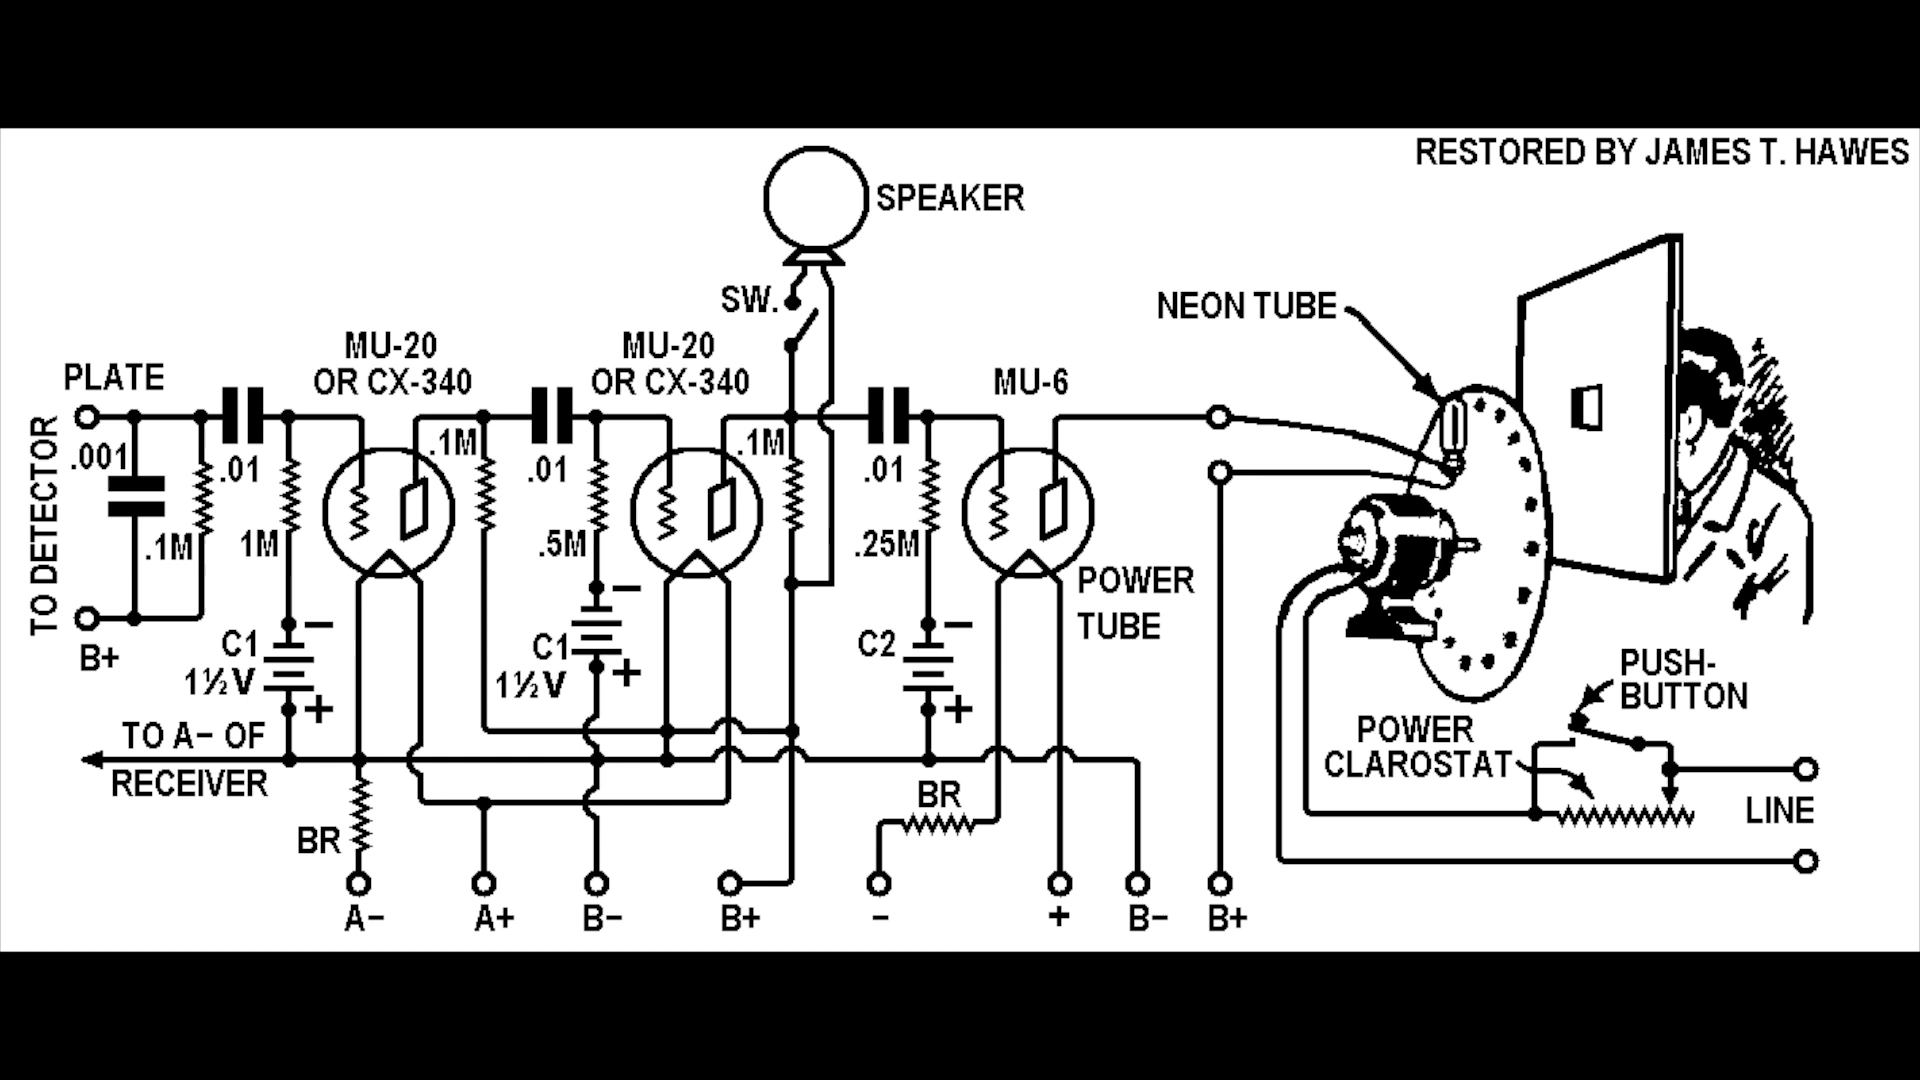 RESTORED BY JAMES T. HAWES
SPEAKER
SW.
NEON TUBE
MU-20
OR CX-340
MU-20
OR CX-340
MU-6
PLATE
TO DETECTOR
.001
.01
.1M
.01
.1M
.01
.1M
1M
.5M
.25M
POWER
TUBE
B+
C1
1½V
−
+
C1
1½V
−
+
C2
−
+
TO A− OF
RECEIVER
BR
BR
PUSH-
BUTTON
POWER
CLAROSTAT
LINE
A−
A+
B−
B+
-
+
B−
B+